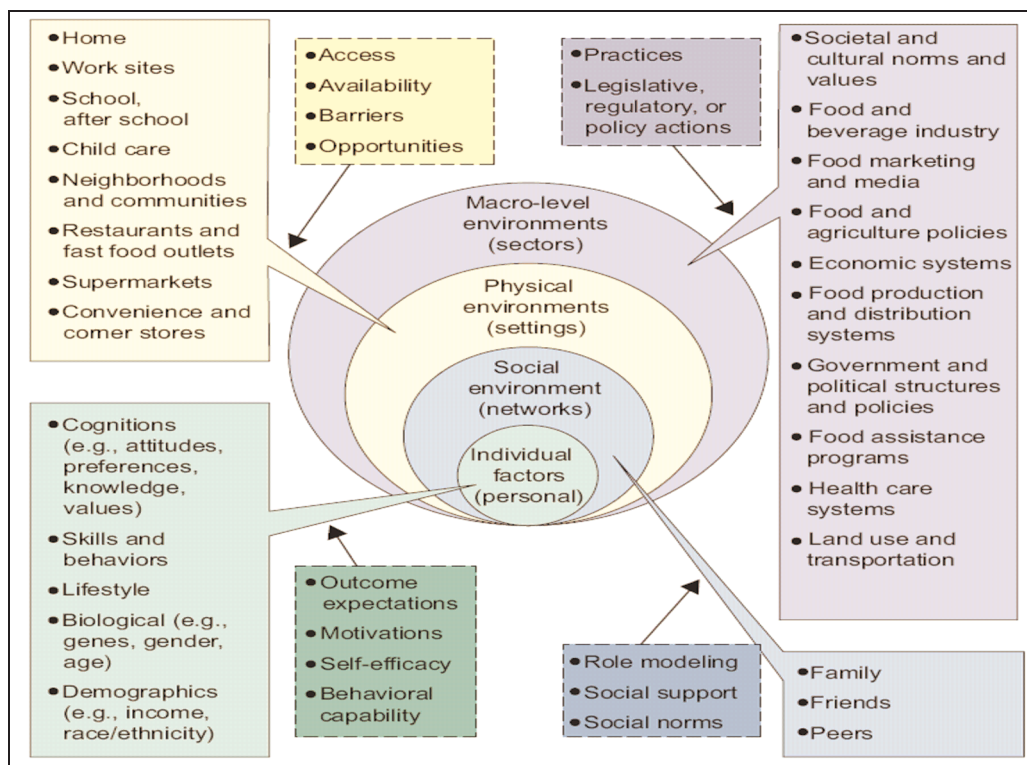 • Home
• Work sites
• School,
after school
• Child care
• Neighborhoods
and communities
• Restaurants and
fast food outlets
• Supermarkets
• Convenience and
corner stores
• Access
• Availability
• Barriers
• Opportunities
• Practices
• Legislative,
regulatory, or
policy actions
• Societal and
cultural norms and
values
• Food and
beverage industry
• Food marketing
and media
• Food and
agriculture policies
• Economic systems
• Food production
and distribution
systems
• Government and
political structures
and policies
• Food assistance
programs
• Health care
systems
• Land use and
transportation
Macro-level
environments
(sectors)
Physical
environments
(settings)
Social
environment
(networks)
Individual
factors
(personal)
• Cognitions
(e.g., attitudes,
preferences,
knowledge,
values)
• Skills and
behaviors
• Lifestyle
• Biological (e.g.,
genes, gender,
age)
• Demographics
(e.g., income,
race/ethnicity)
• Outcome
expectations
• Motivations
• Self-efficacy
• Behavioral
capability
• Role modeling
• Social support
• Social norms
• Family
• Friends
• Peers